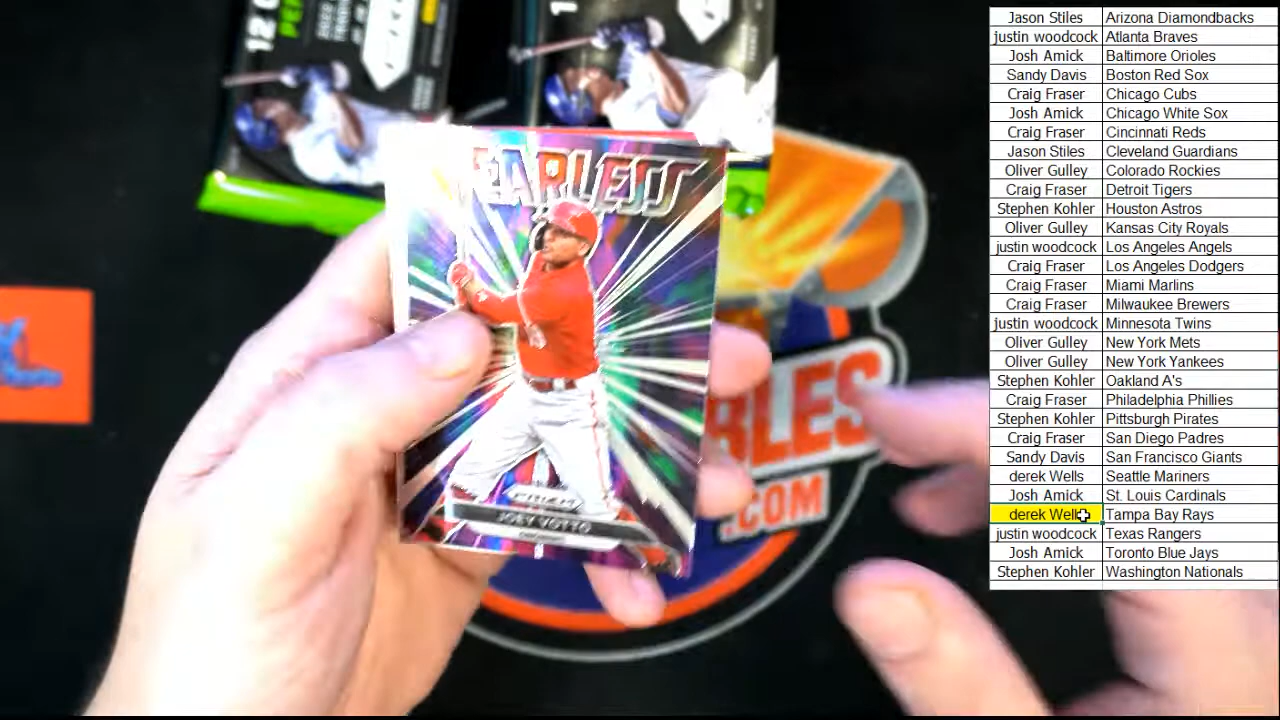 12 C
FEARLESS
PRIZM
JOEY VOTTO
CINCINNATI
BLES
.COM
Jason Stiles Arizona Diamondbacks
justin woodcock Atlanta Braves
Josh Amick Baltimore Orioles
Sandy Davis Boston Red Sox
Craig Fraser Chicago Cubs
Josh Amick Chicago White Sox
Craig Fraser Cincinnati Reds
Jason Stiles Cleveland Guardians
Oliver Gulley Colorado Rockies
Craig Fraser Detroit Tigers
Stephen Kohler Houston Astros
Oliver Gulley Kansas City Royals
justin woodcock Los Angeles Angels
Craig Fraser Los Angeles Dodgers
Craig Fraser Miami Marlins
Craig Fraser Milwaukee Brewers
justin woodcock Minnesota Twins
Oliver Gulley New York Mets
Oliver Gulley New York Yankees
Stephen Kohler Oakland A's
Craig Fraser Philadelphia Phillies
Stephen Kohler Pittsburgh Pirates
Craig Fraser San Diego Padres
Sandy Davis San Francisco Giants
derek Wells Seattle Mariners
Josh Amick St. Louis Cardinals
derek Wells Tampa Bay Rays
justin woodcock Texas Rangers
Josh Amick Toronto Blue Jays
Stephen Kohler Washington Nationals